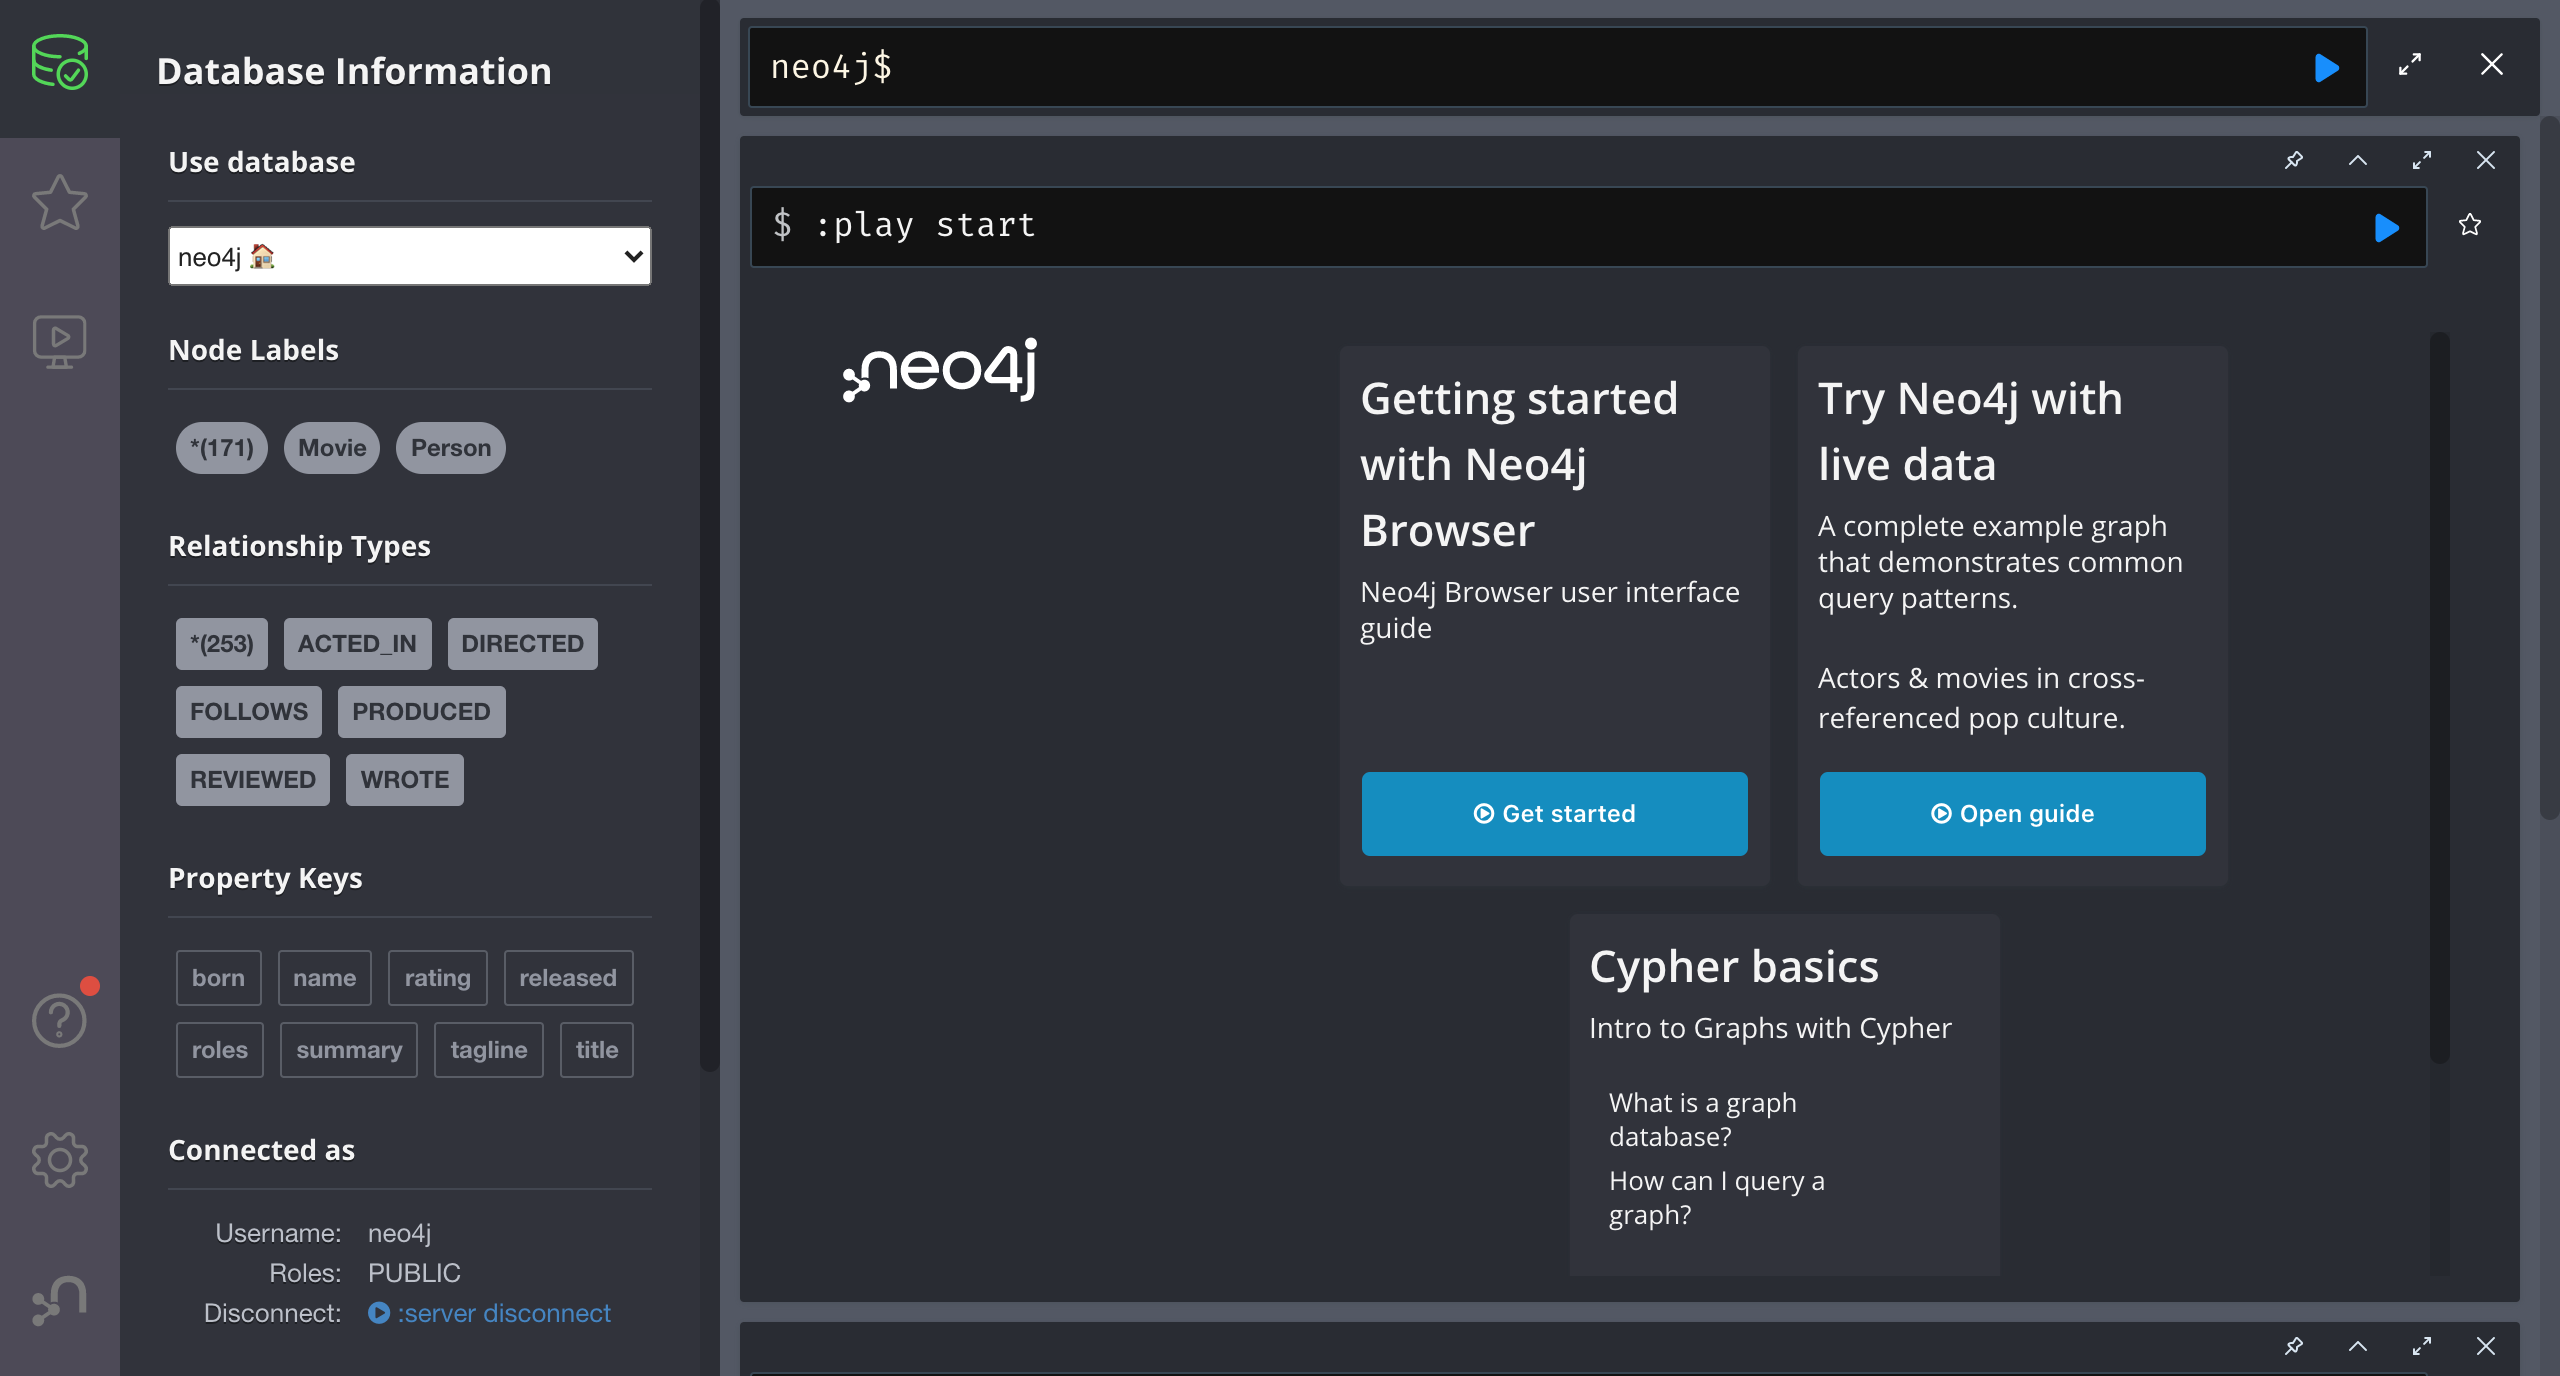 Database Information
Use database
neo4j 🏠
Node Labels
*(171) Movie Person
Relationship Types
*(253) ACTED_IN DIRECTED
FOLLOWS PRODUCED
REVIEWED WROTE
Property Keys
born name rating released
roles summary tagline title
Connected as
Username: neo4j
Roles: PUBLIC
Disconnect: :server disconnect
neo4j$
$ :play start
neo4j
Getting started
with Neo4j
Browser
Neo4j Browser user interface
guide
Get started
Try Neo4j with
live data
A complete example graph
that demonstrates common
query patterns.
Actors & movies in cross-
referenced pop culture.
Open guide
Cypher basics
Intro to Graphs with Cypher
What is a graph
database?
How can I query a
graph?